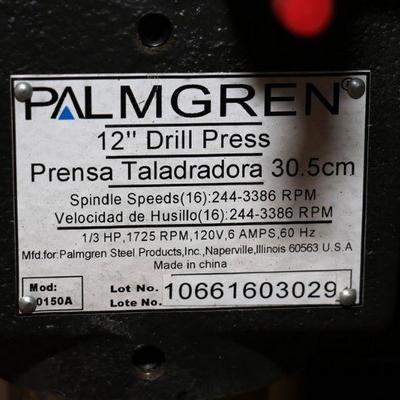 PALMGREN
12" Drill Press
Prensa Taladradora 30.5cm
Spindle Speeds(16):244-3386 RPM
Velocidad de Husillo(16):244-3386 RPM
1/3 HP,1725 RPM,120V,6 AMPS,60 Hz
Mfd.for:Palmgren Steel Products,Inc.,Naperville,Illinois 60563 U.S.A
Made in china
Mod: 0150A
Lot No. Lote No. 10661603029